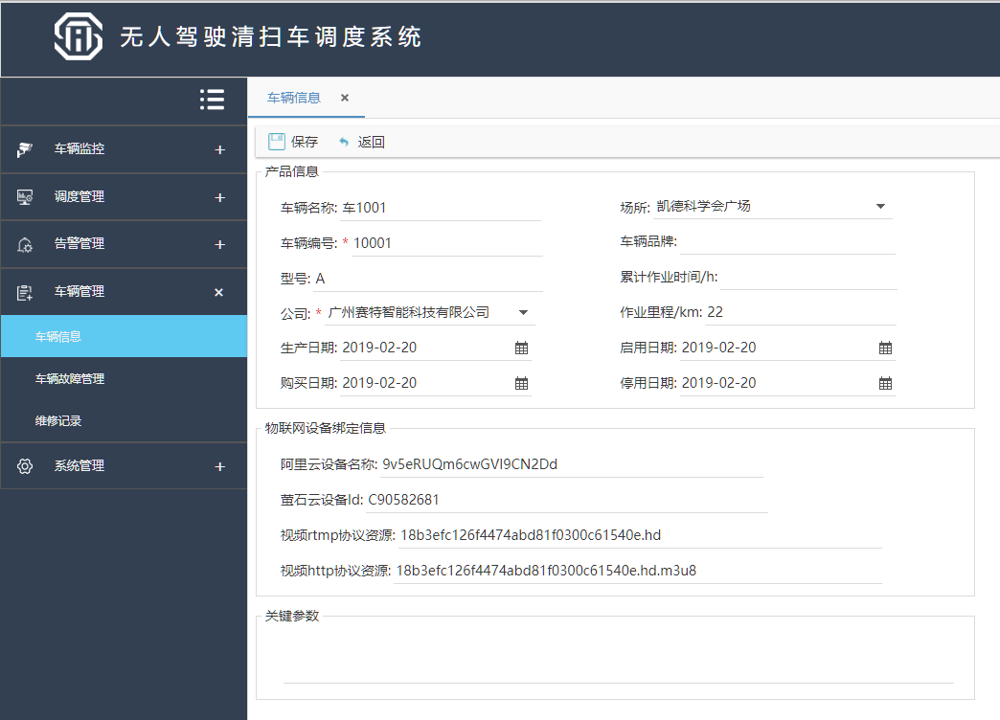 无人驾驶清扫车调度系统
车辆监控 +
调度管理 +
告警管理 +
车辆管理 ×
车辆信息
车辆故障管理
维修记录
系统管理 +
车辆信息 ×
保存 返回
产品信息
车辆名称: 车1001 场所: 凯德科学会广场
车辆编号: * 10001 车辆品牌:
型号: A 累计作业时间/h:
公司: * 广州赛特智能科技有限公司 作业里程/km: 22
生产日期: 2019-02-20 启用日期: 2019-02-20
购买日期: 2019-02-20 停用日期: 2019-02-20
物联网设备绑定信息
阿里云设备名称: 9v5eRUQm6cwGVI9CN2Dd
萤石云设备Id: C90582681
视频rtmp协议资源: 18b3efc126f4474abd81f0300c61540e.hd
视频http协议资源: 18b3efc126f4474abd81f0300c61540e.hd.m3u8
关键参数